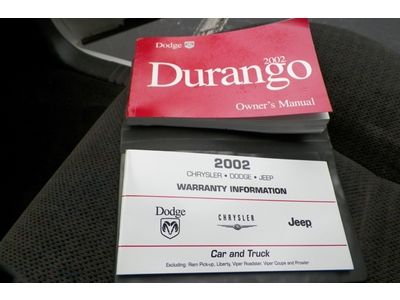 Dodge
Durango
2002
Owner's Manual
2002
CHRYSLER • DODGE • JEEP
WARRANTY INFORMATION
Dodge
CHRYSLER
Jeep
Car and Truck
Excluding: Ram Pick-up, Liberty, Viper Roadster, Viper Coupe and Prowler